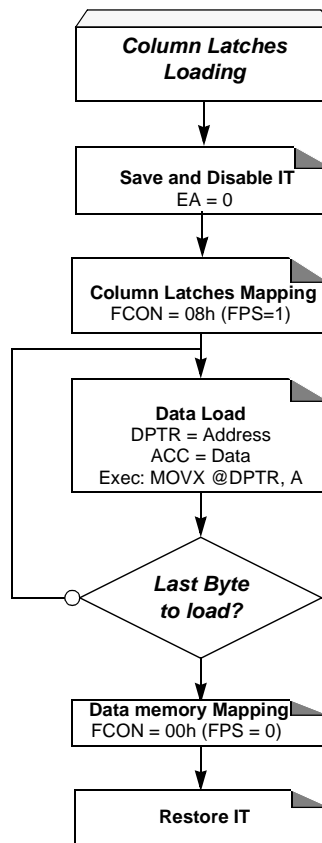 Column Latches
Loading
Save and Disable IT
EA = 0
Column Latches Mapping
FCON = 08h (FPS=1)
Data Load
DPTR = Address
ACC = Data
Exec: MOVX @DPTR, A
Last Byte
to load?
Data memory Mapping
FCON = 00h (FPS = 0)
Restore IT